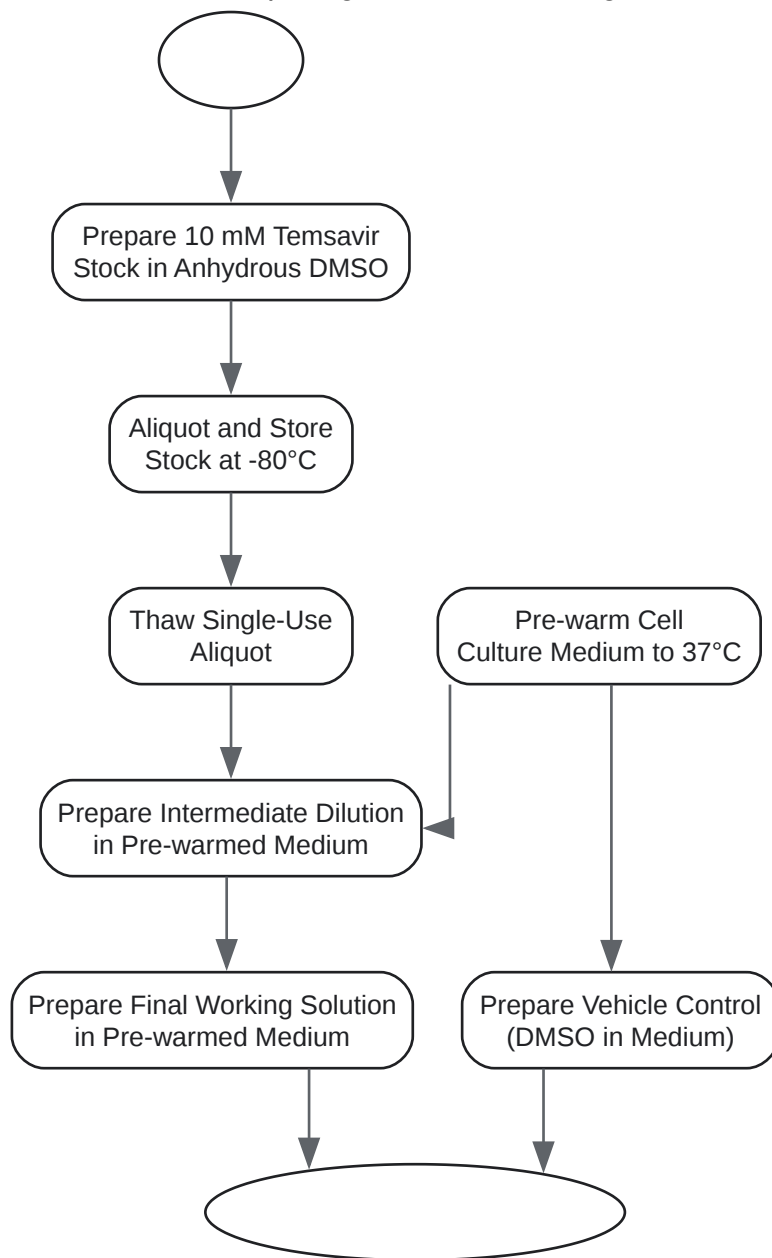 Prepare 10 mM Temsavir
Stock in Anhydrous DMSO
Aliquot and Store
Stock at -80°C
Thaw Single-Use
Aliquot
Pre-warm Cell
Culture Medium to 37°C
Prepare Intermediate Dilution
in Pre-warmed Medium
Prepare Final Working Solution
in Pre-warmed Medium
Prepare Vehicle Control
(DMSO in Medium)